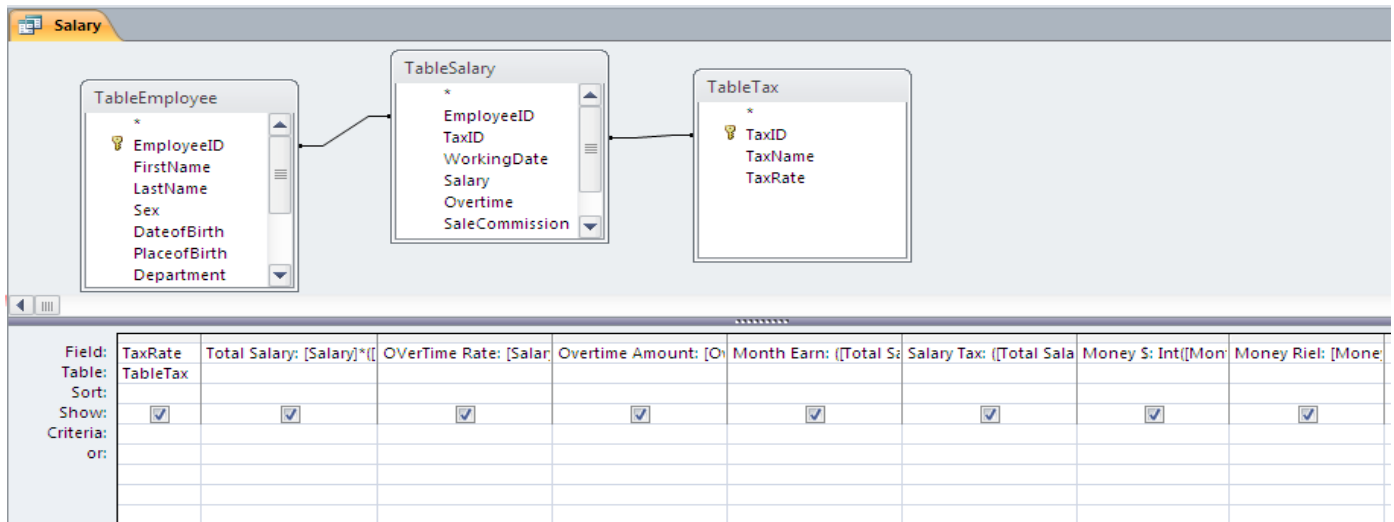 Salary
TableEmployee
*
EmployeeID
FirstName
LastName
Sex
DateofBirth
PlaceofBirth
Department
TableSalary
*
EmployeeID
TaxID
WorkingDate
Salary
Overtime
SaleCommission
TableTax
*
TaxID
TaxName
TaxRate
Field: TaxRate Total Salary: [Salary]*([ OVerTime Rate: [Salar Overtime Amount: [Ov Month Earn: ([Total Sa Salary Tax: ([Total Sala Money $: Int([Mon Money Riel: [Money
Table: TableTax
Sort:
Show:
Criteria:
or: